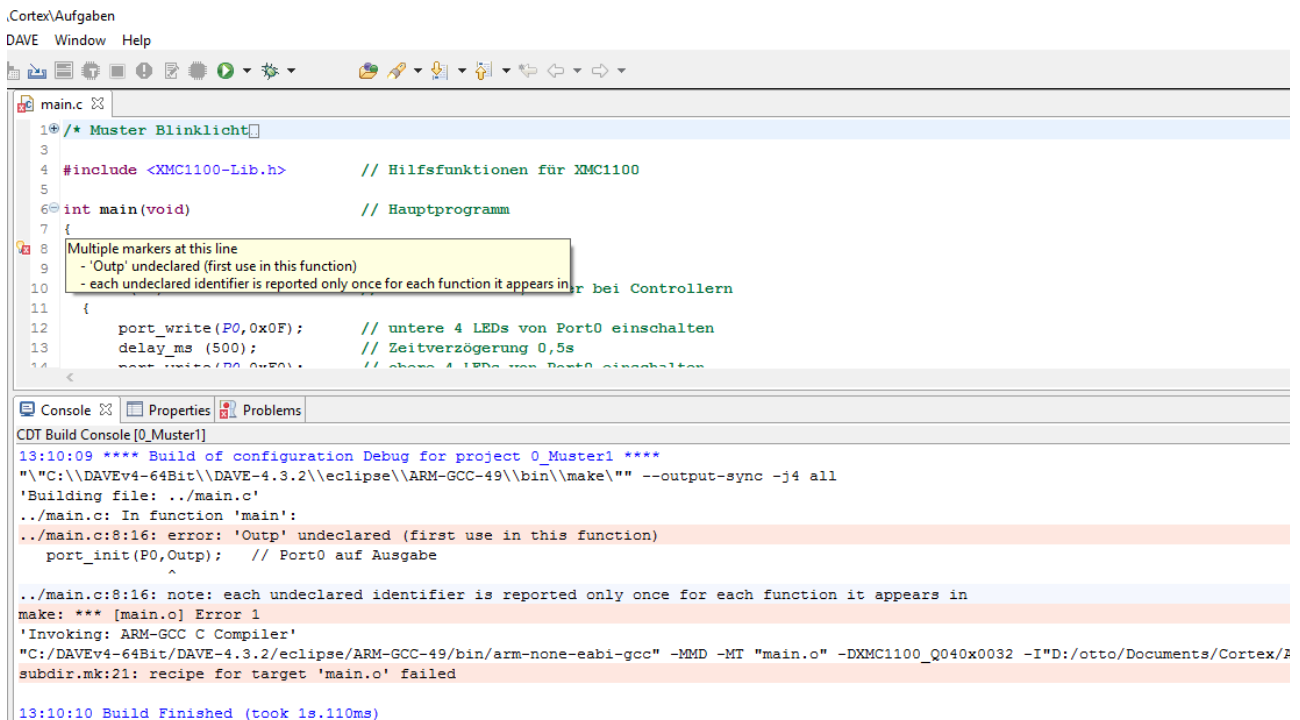 \Cortex\Aufgaben
DAVE Window Help
main.c
1 /* Muster Blinklicht
3
4 #include <XMC1100-Lib.h> // Hilfsfunktionen für XMC1100
5
6 int main(void) // Hauptprogramm
7 {
8 Multiple markers at this line
9 - 'Outp' undeclared (first use in this function)
10 - each undeclared identifier is reported only once for each function it appears in r bei Controllern
11 {
12 port_write(P0,0x0F); // untere 4 LEDs von Port0 einschalten
13 delay_ms (500); // Zeitverzögerung 0,5s
14 port_write(P0,0xF0); // obere 4 LEDs von Port0 einschalten
Console Properties Problems
CDT Build Console [0_Muster1]
13:10:09 **** Build of configuration Debug for project 0_Muster1 ****
"\"C:\\DAVEv4-64Bit\\DAVE-4.3.2\\eclipse\\ARM-GCC-49\\bin\\make\"" --output-sync -j4 all
'Building file: ../main.c'
../main.c: In function 'main':
../main.c:8:16: error: 'Outp' undeclared (first use in this function)
port_init(P0,Outp); // Port0 auf Ausgabe
^
../main.c:8:16: note: each undeclared identifier is reported only once for each function it appears in
make: *** [main.o] Error 1
'Invoking: ARM-GCC C Compiler'
"C:/DAVEv4-64Bit/DAVE-4.3.2/eclipse/ARM-GCC-49/bin/arm-none-eabi-gcc" -MMD -MT "main.o" -DXMC1100_Q040x0032 -I"D:/otto/Documents/Cortex/A
subdir.mk:21: recipe for target 'main.o' failed
13:10:10 Build Finished (took 1s.110ms)